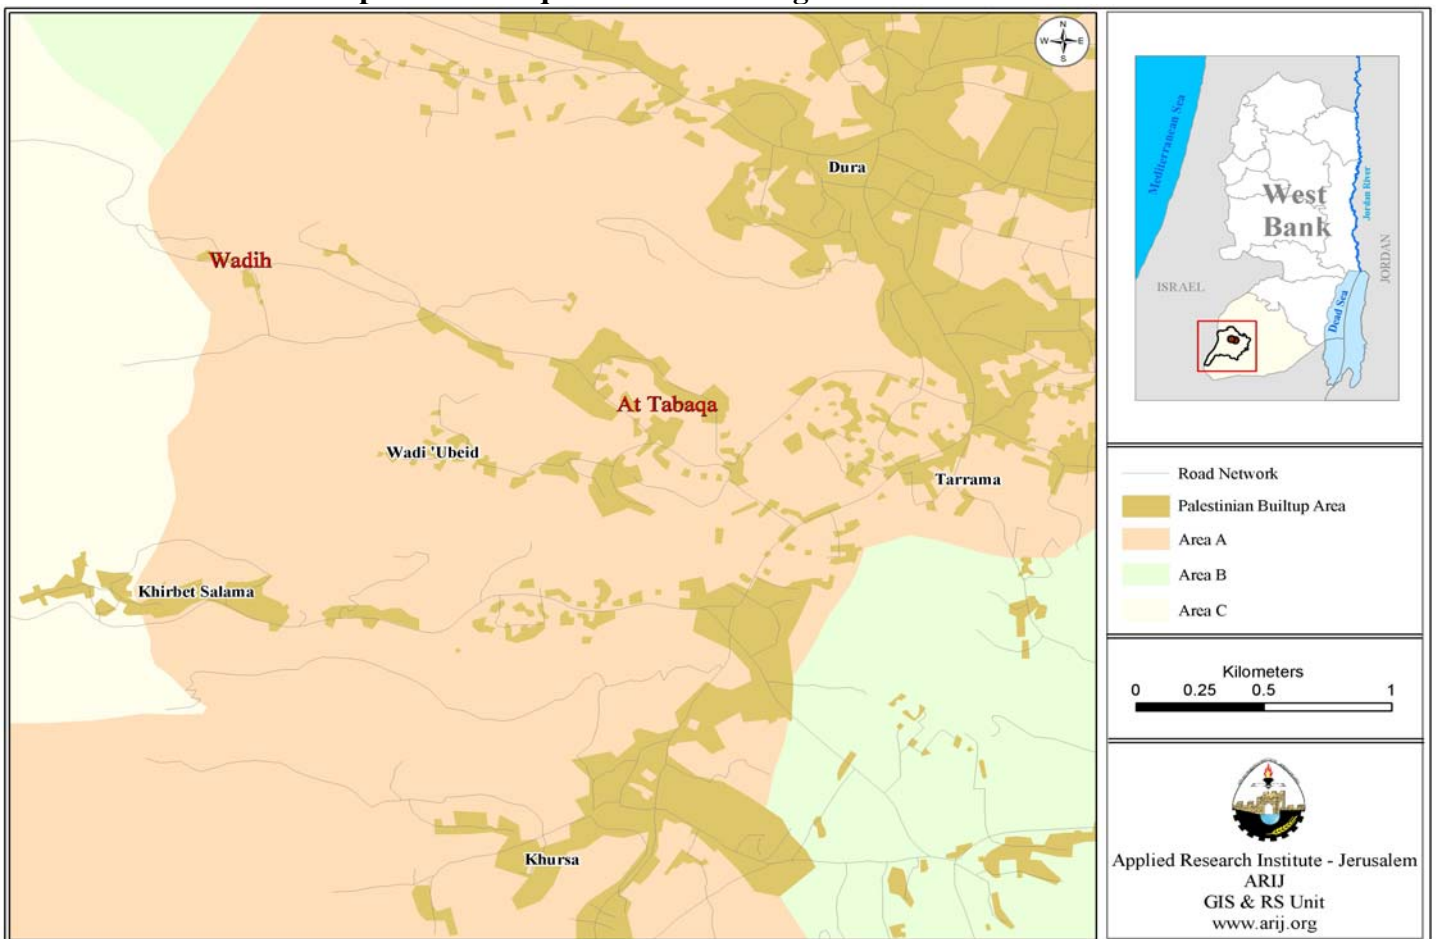 N
W E
S
Dura
Wadih
At Tabaqa
Wadi 'Ubeid
Tarrama
Khirbet Salama
Khursa
Mediterranean Sea
West
Bank
Jordan River
JORDAN
ISRAEL
Dead Sea
Road Network
Palestinian Builtup Area
Area A
Area B
Area C
Kilometers
0 0.25 0.5 1
Applied Research Institute - Jerusalem
ARIJ
GIS & RS Unit
www.arij.org